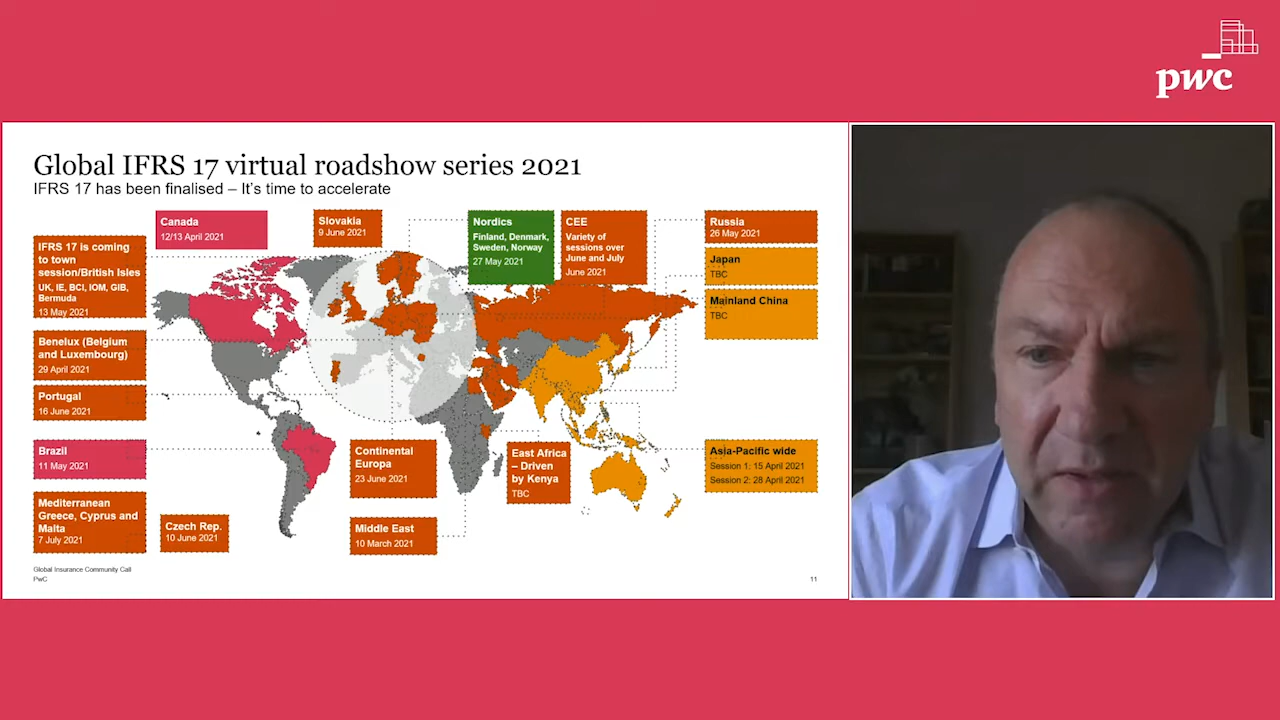 pwc
Global IFRS 17 virtual roadshow series 2021
IFRS 17 has been finalised – It's time to accelerate
Canada
12/13 April 2021
Slovakia
9 June 2021
Nordics
Finland, Denmark,
Sweden, Norway
27 May 2021
CEE
Variety of
sessions over
June and July
June 2021
Russia
26 May 2021
Japan
TBC
Mainland China
TBC
IFRS 17 is coming
to town
session/British Isles
UK, IE, BCI, IOM, GIB,
Bermuda
13 May 2021
Benelux (Belgium
and Luxembourg)
29 April 2021
Portugal
16 June 2021
Brazil
11 May 2021
Mediterranean
Greece, Cyprus and
Malta
7 July 2021
Czech Rep.
10 June 2021
Continental
Europa
23 June 2021
Middle East
10 March 2021
East Africa
– Driven
by Kenya
TBC
Asia-Pacific wide
Session 1: 15 April 2021
Session 2: 28 April 2021
Global Insurance Community Call
PwC
11